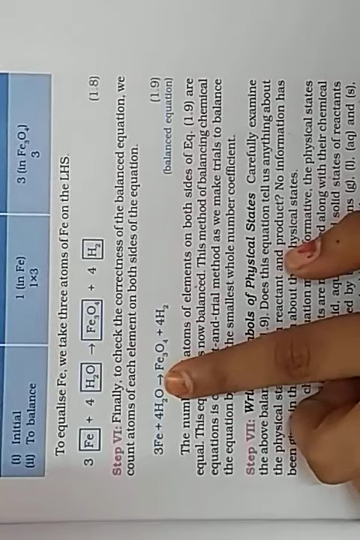 (i) Initial 1 (in Fe) 3 (in Fe₃O₄)
(ii) To balance 1×3 3
To equalise Fe, we take three atoms of Fe on the LHS.
3 Fe + 4 H₂O → Fe₃O₄ + 4 H₂ (1.8)
Step VI: Finally, to check the correctness of the balanced equation, we
count atoms of each element on both sides of the equation.
3Fe + 4H₂O → Fe₃O₄ + 4H₂ (1.9)
(balanced equation)
The num atoms of elements on both sides of Eq. (1.9) are
equal. This eq s now balanced. This method of balancing chemical
equations is c -and-trial method as we make trials to balance
the equation b the smallest whole number coefficient.
Step VII: Writ bols of Physical States Carefully examine
the above balan .9). Does this equation tell us anything about
the physical sta reactant and product? No information has
been in th about th hysical states.
ch ation ormative, the physical states
ts are d along with their chemical
id, aqu solid states of reactants
ed by ns (g), (l), (aq) and (s),